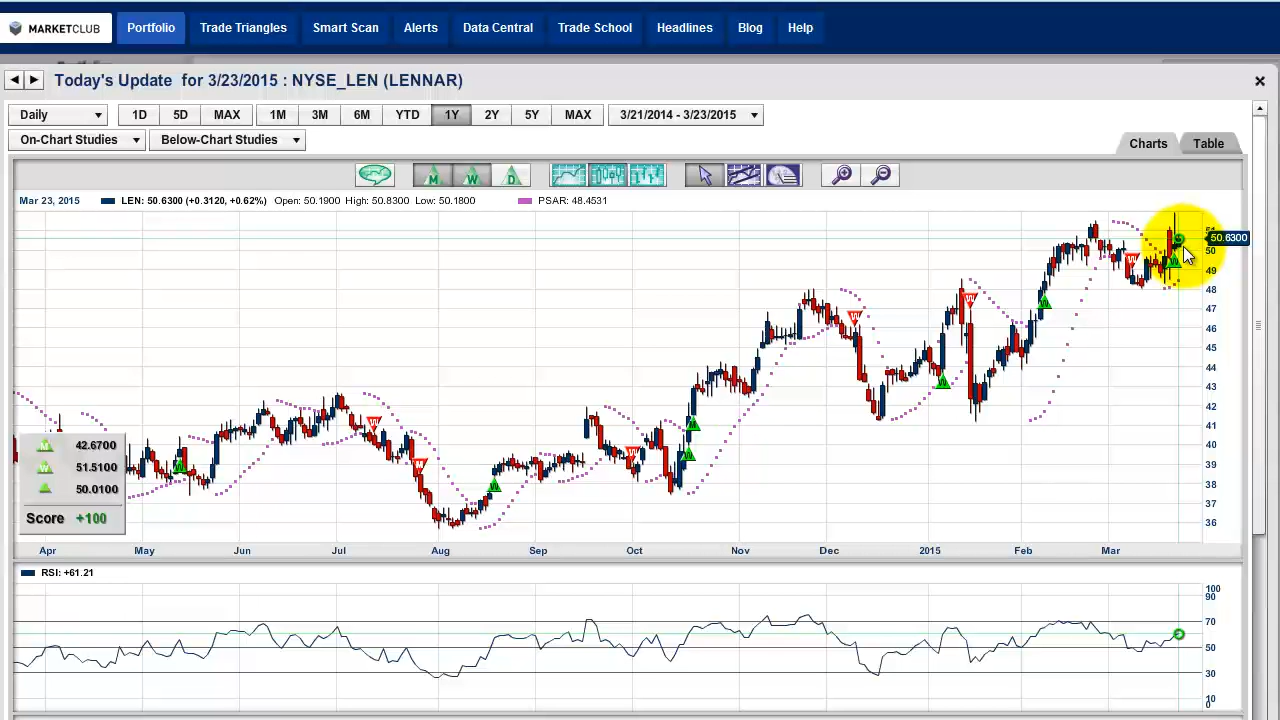 MARKETCLUB Portfolio Trade Triangles Smart Scan Alerts Data Central Trade School Headlines Blog Help
Today's Update for 3/23/2015 : NYSE_LEN (LENNAR)
Daily 1D 5D MAX 1M 3M 6M YTD 1Y 2Y 5Y MAX 3/21/2014 - 3/23/2015
On-Chart Studies Below-Chart Studies Charts Table
M W D
Mar 23, 2015 LEN: 50.6300 (+0.3120, +0.62%) Open: 50.1900 High: 50.8300 Low: 50.1800 PSAR: 48.4531
51
50.6300
50
49
48
47
46
45
44
43
42
41
40
39
38
37
36
M 42.6700
W 51.5100
50.0100
Score +100
Apr May Jun Jul Aug Sep Oct Nov Dec 2015 Feb Mar
RSI: +61.21
100
90
70
50
30
10
0